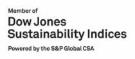 Member of
Dow Jones
Sustainability Indices
Powered by the S&P Global CSA